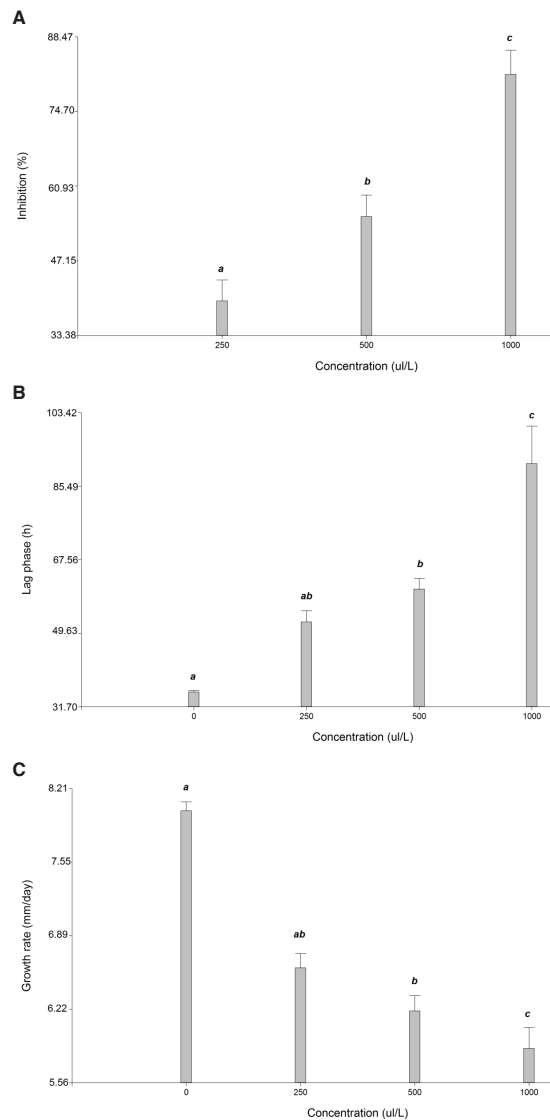 A
88.47
74.70
60.93
47.15
33.38
Inhibition (%)
a
b
c
250
500
1000
Concentration (ul/L)
B
103.42
85.49
67.56
49.63
31.70
Lag phase (h)
a
ab
b
c
0
250
500
1000
Concentration (ul/L)
C
8.21
7.55
6.89
6.22
5.56
Growth rate (mm/day)
a
ab
b
c
0
250
500
1000
Concentration (ul/L)